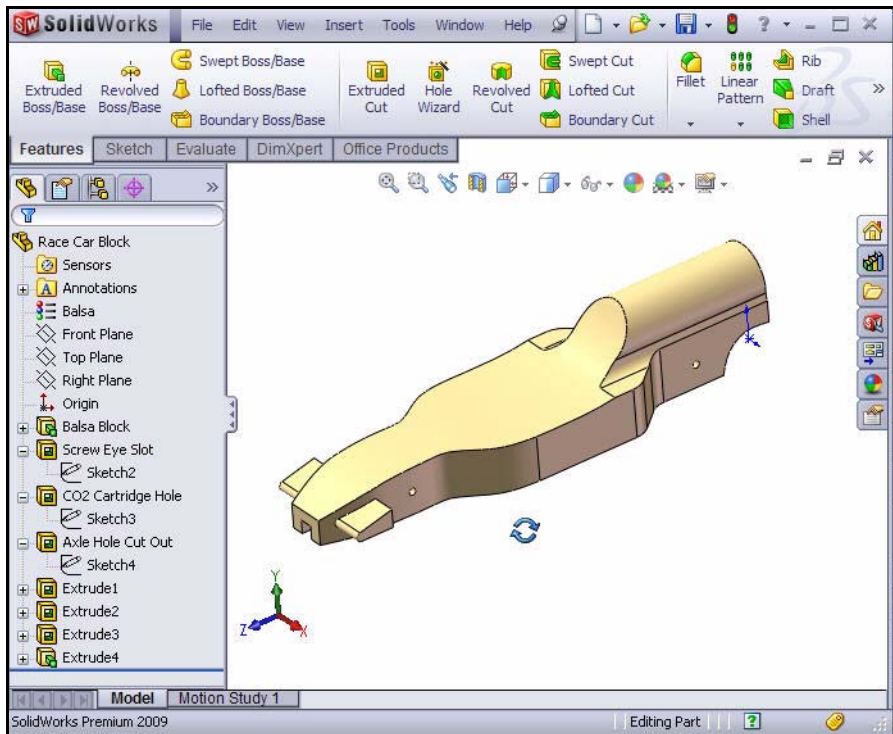 SW SolidWorks File Edit View Insert Tools Window Help ?
Extruded Boss/Base Revolved Boss/Base Swept Boss/Base Lofted Boss/Base Boundary Boss/Base Extruded Cut Hole Wizard Revolved Cut Swept Cut Lofted Cut Boundary Cut Fillet Linear Pattern Rib Draft Shell
Features Sketch Evaluate DimXpert Office Products
Race Car Block
Sensors
A Annotations
Balsa
Front Plane
Top Plane
Right Plane
Origin
Balsa Block
Screw Eye Slot
Sketch2
CO2 Cartridge Hole
Sketch3
Axle Hole Cut Out
Sketch4
Extrude1
Extrude2
Extrude3
Extrude4
Y
Z X
Model Motion Study 1
SolidWorks Premium 2009 Editing Part ?